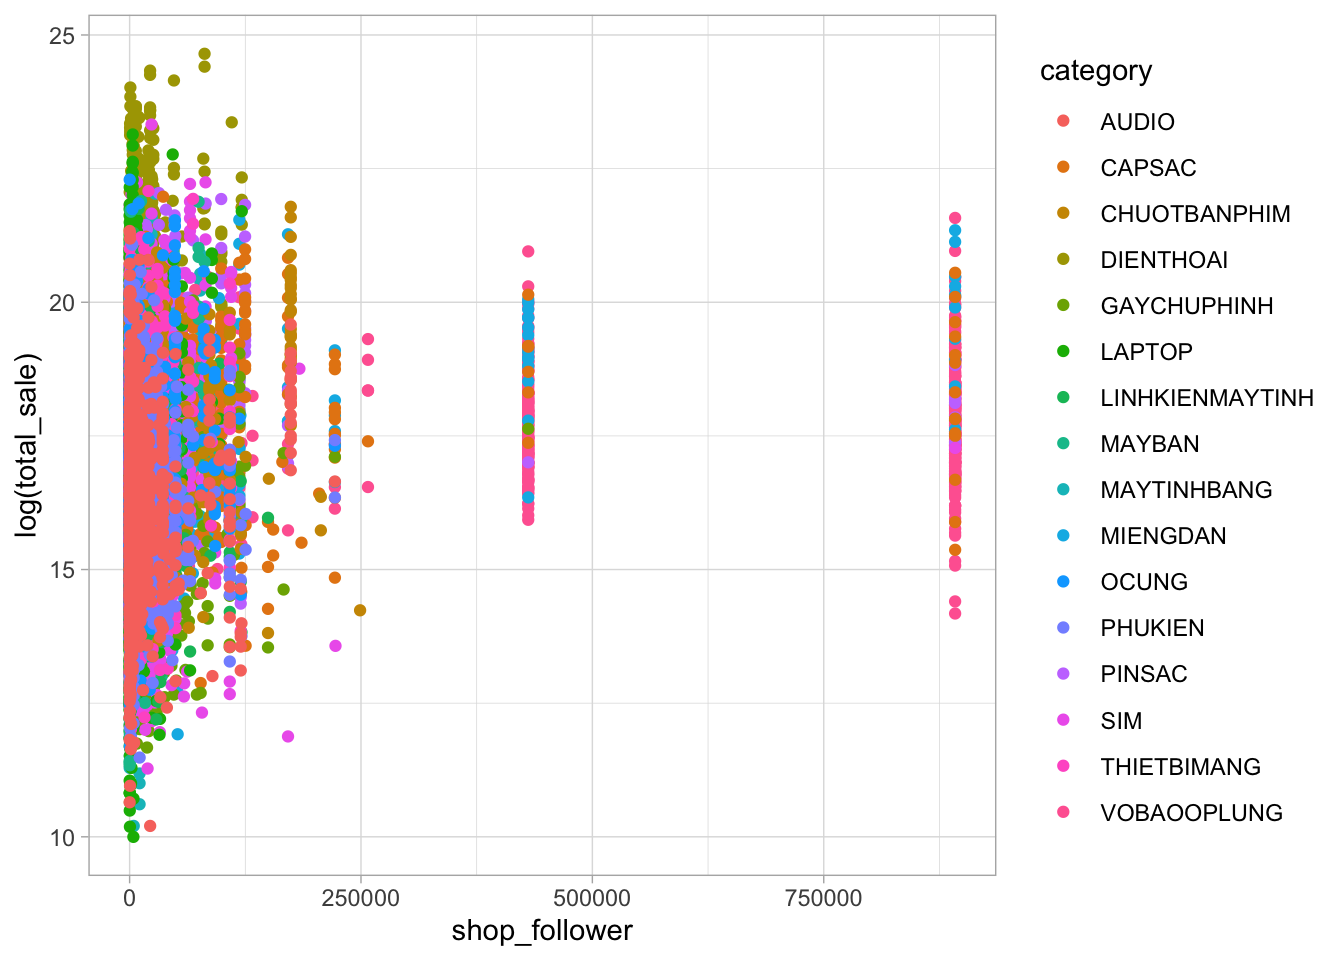 25
20
15
10
log(total_sale)
0
250000
500000
750000
shop_follower
category
AUDIO
CAPSAC
CHUOTBANPHIM
DIENTHOAI
GAYCHUPHINH
LAPTOP
LINHKIENMAYTINH
MAYBAN
MAYTINHBANG
MIENGDAN
OCUNG
PHUKIEN
PINSAC
SIM
THIETBIMANG
VOBAOOPLUNG